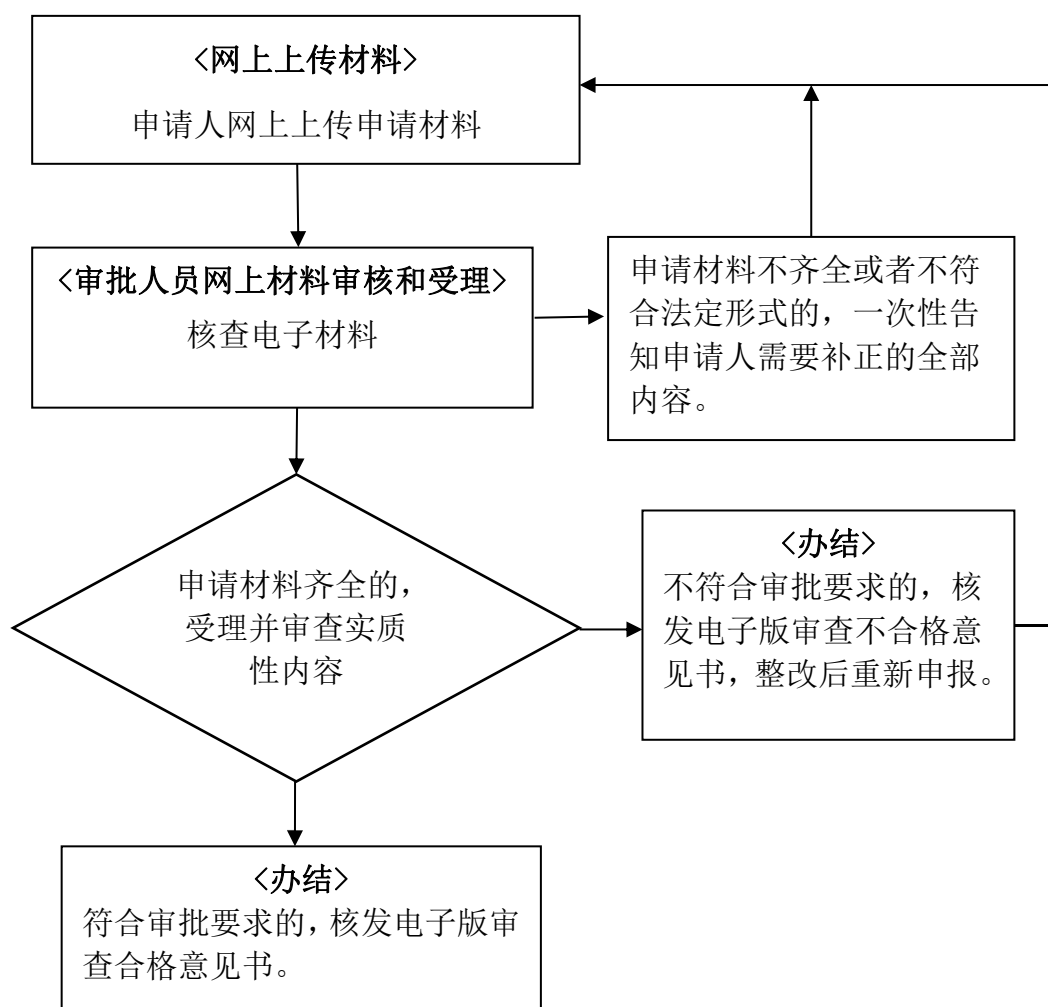 <网上上传材料>
申请人网上上传申请材料
<审批人员网上材料审核和受理>
核查电子材料
申请材料不齐全或者不符
合法定形式的，一次性告
知申请人需要补正的全部
内容。
申请材料齐全的，
受理并审查实质
性内容
<办结>
不符合审批要求的，核
发电子版审查不合格意
见书，整改后重新申报。
<办结>
符合审批要求的，核发电子版审
查合格意见书。